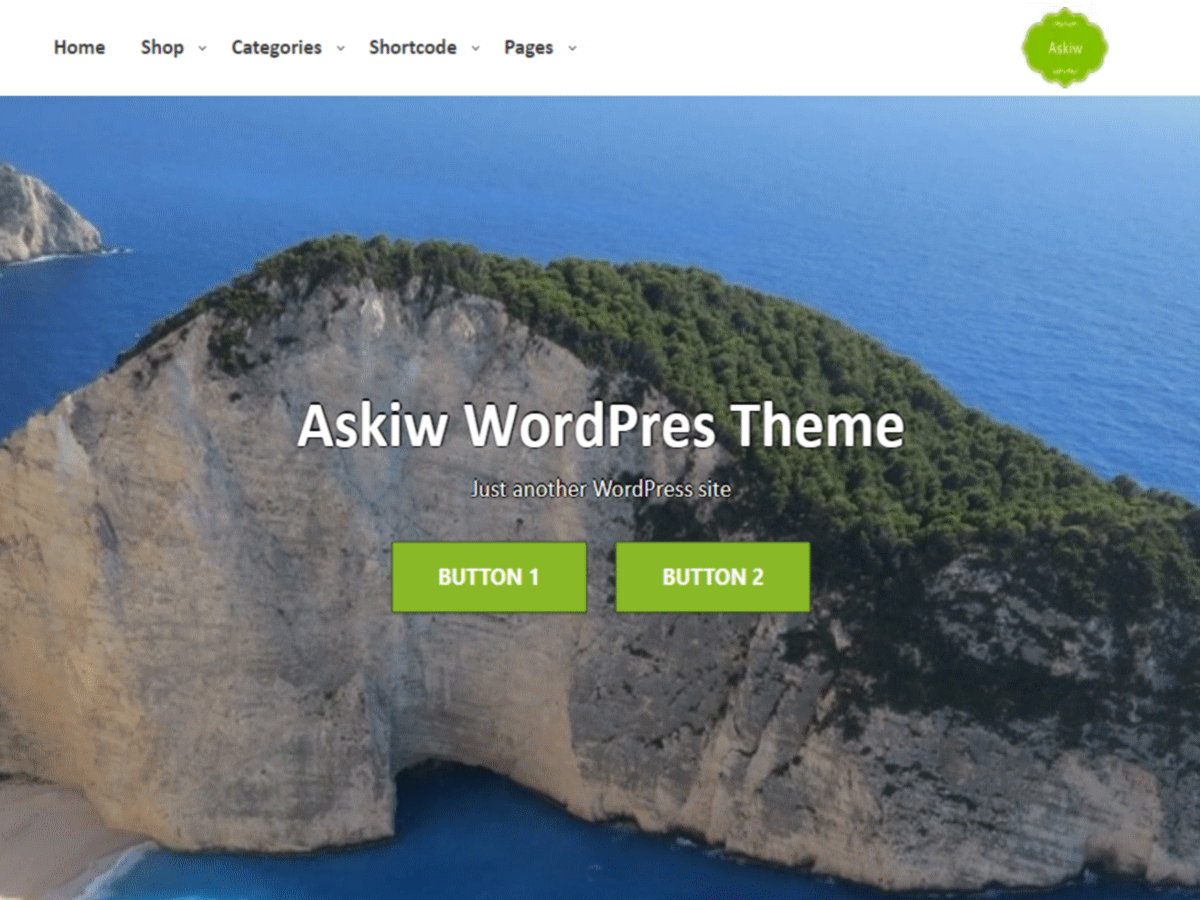 Home Shop Categories Shortcode Pages
Askiw
Askiw WordPres Theme
Just another WordPress site
BUTTON 1 BUTTON 2